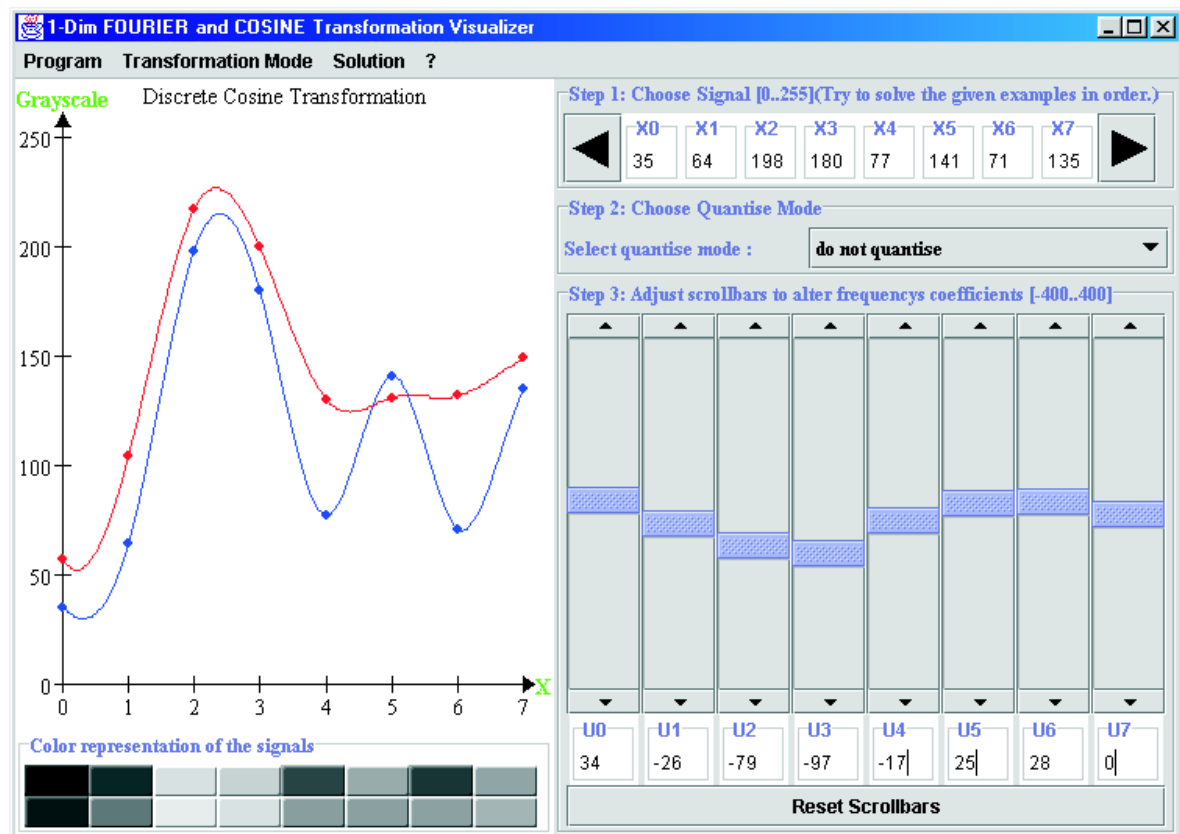 1-Dim FOURIER and COSINE Transformation Visualizer
Program Transformation Mode Solution ?
Grayscale Discrete Cosine Transformation
250
200
150
100
50
0
0 1 2 3 4 5 6 7
X
Color representation of the signals
Step 1: Choose Signal [0..255](Try to solve the given examples in order.)
X0 X1 X2 X3 X4 X5 X6 X7
35 64 198 180 77 141 71 135
Step 2: Choose Quantise Mode
Select quantise mode : do not quantise
Step 3: Adjust scrollbars to alter frequencys coefficients [-400..400]
U0 U1 U2 U3 U4 U5 U6 U7
34 -26 -79 -97 -17 25 28 0
Reset Scrollbars